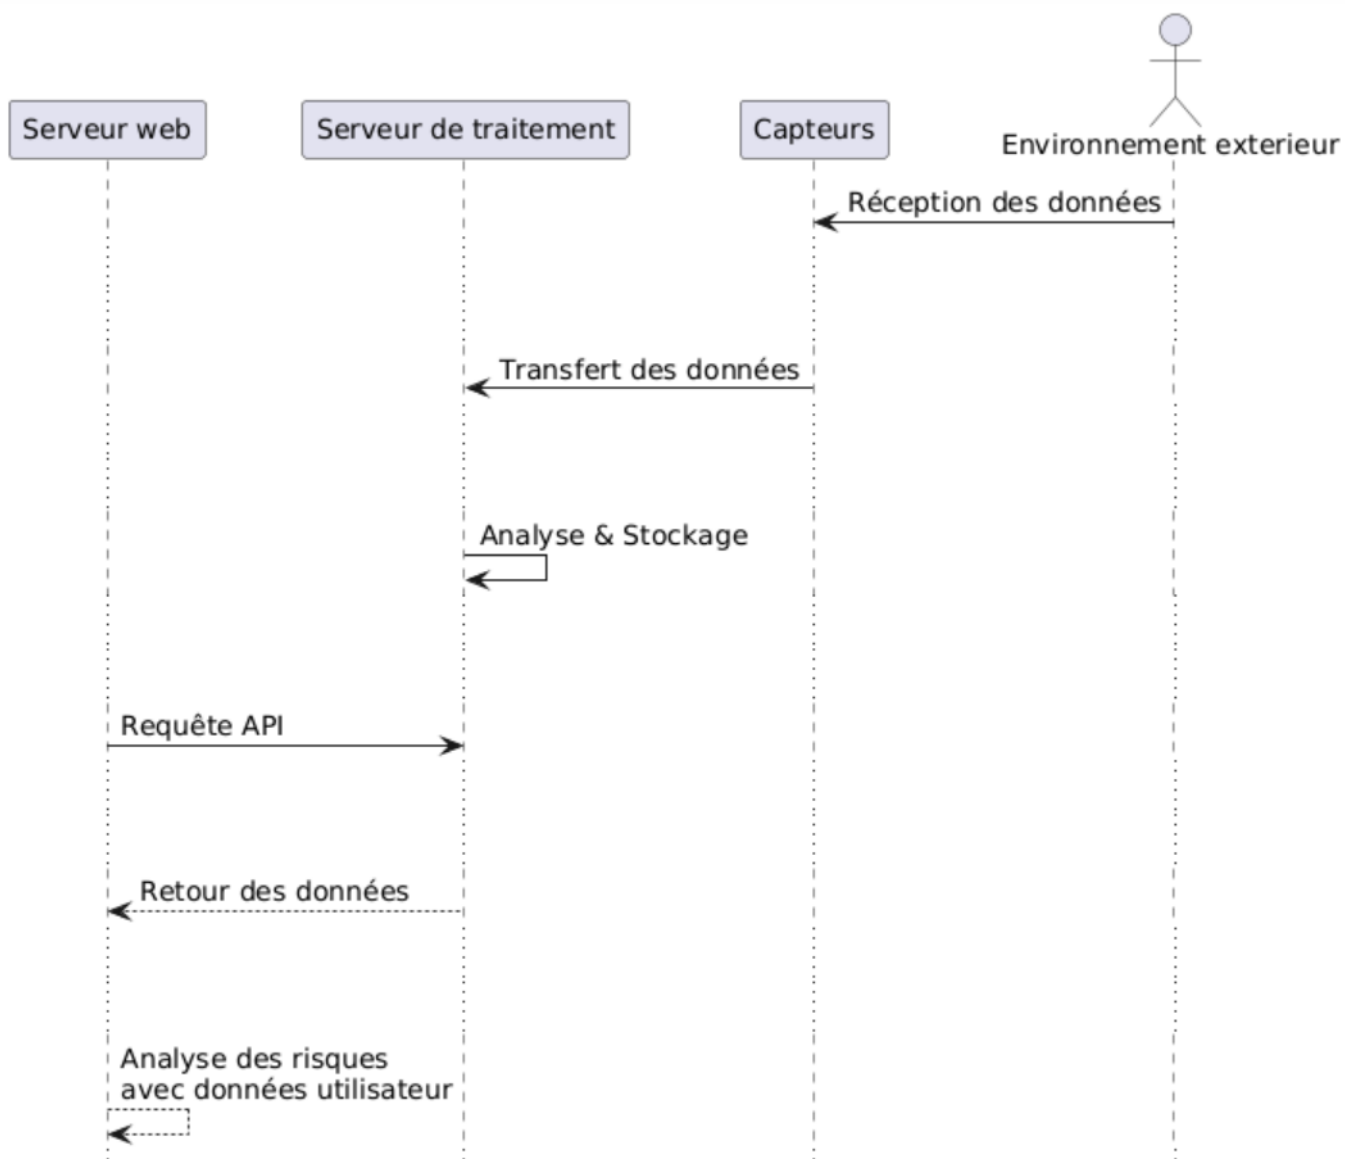 Serveur web
Serveur de traitement
Capteurs
Environnement exterieur
Réception des données
Transfert des données
Analyse & Stockage
Requête API
Retour des données
Analyse des risques
avec données utilisateur